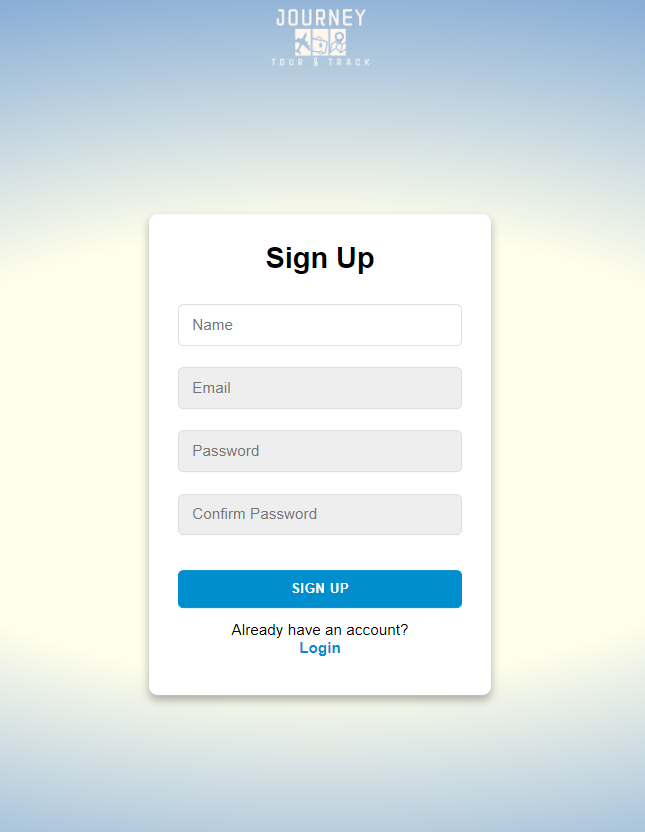 JOURNEY
TOUR & TRACK
Sign Up
Name
Email
Password
Confirm Password
SIGN UP
Already have an account?
Login